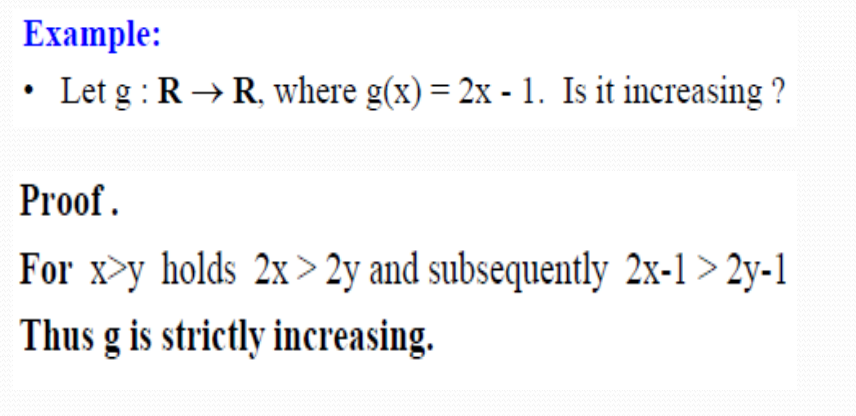 Example:
• Let g : R → R, where g(x) = 2x - 1. Is it increasing ?
Proof .
For x>y holds 2x > 2y and subsequently 2x-1 > 2y-1
Thus g is strictly increasing.